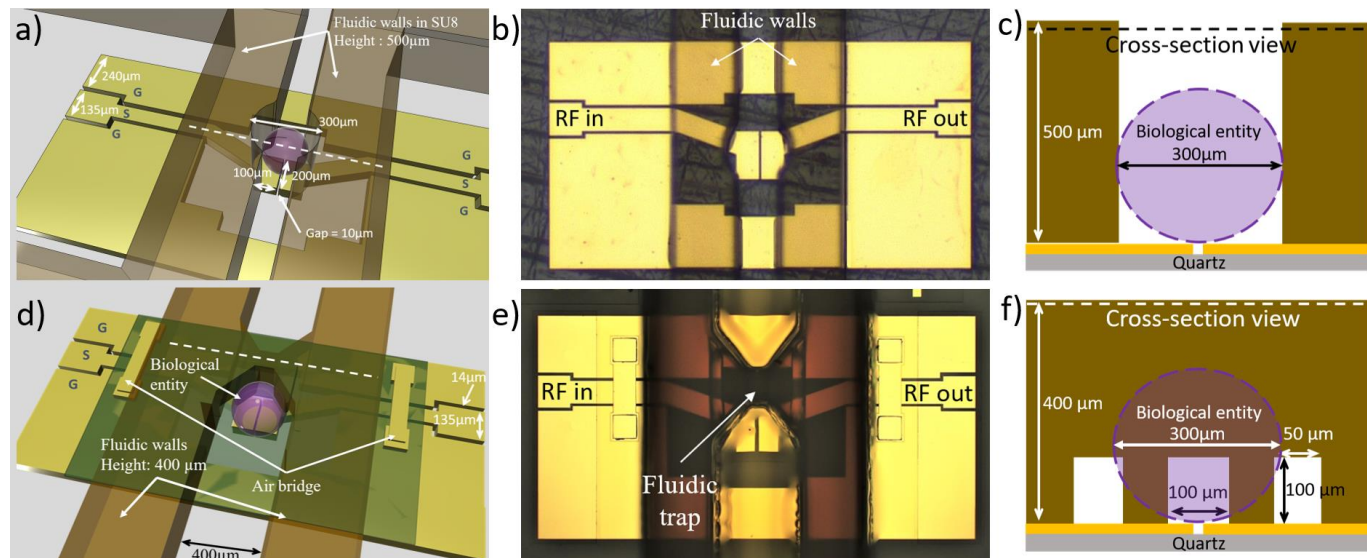 a)
Fluidic walls in SU8
Height : 500µm
240µm
135µm
G
S
G
300µm
100µm
200µm
Gap = 10µm
G
S
G
b)
Fluidic walls
RF in
RF out
c)
Cross-section view
500 µm
Biological entity
300µm
Quartz
d)
G
S
G
Biological
entity
14µm
135µm
Fluidic walls
Height: 400 µm
Air bridge
400µm
e)
RF in
RF out
Fluidic
trap
f)
Cross-section view
400 µm
Biological entity
300µm
50 µm
100 µm
100 µm
Quartz